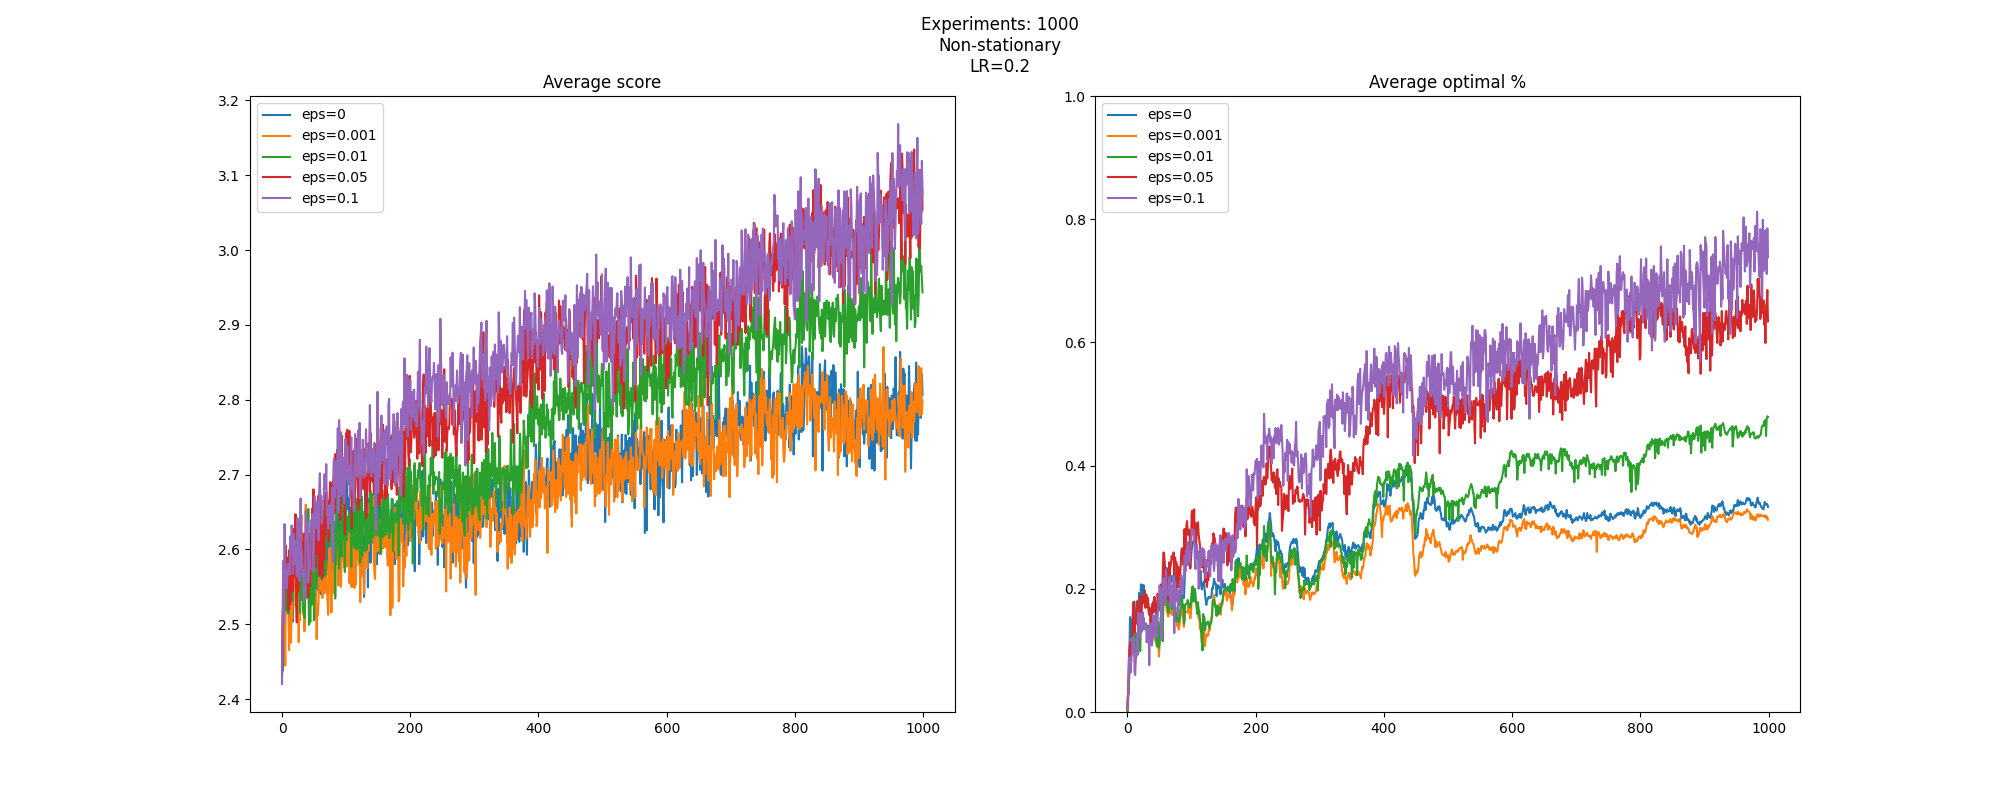 Experiments: 1000
Non-stationary
LR=0.2
Average score
3.2
3.1
3.0
2.9
2.8
2.7
2.6
2.5
2.4
0
200
400
600
800
1000
eps=0
eps=0.001
eps=0.01
eps=0.05
eps=0.1
Average optimal %
1.0
0.8
0.6
0.4
0.2
0.0
0
200
400
600
800
1000
eps=0
eps=0.001
eps=0.01
eps=0.05
eps=0.1